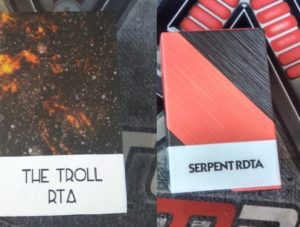 THE TROLL
RTA
SERPENT RDTA